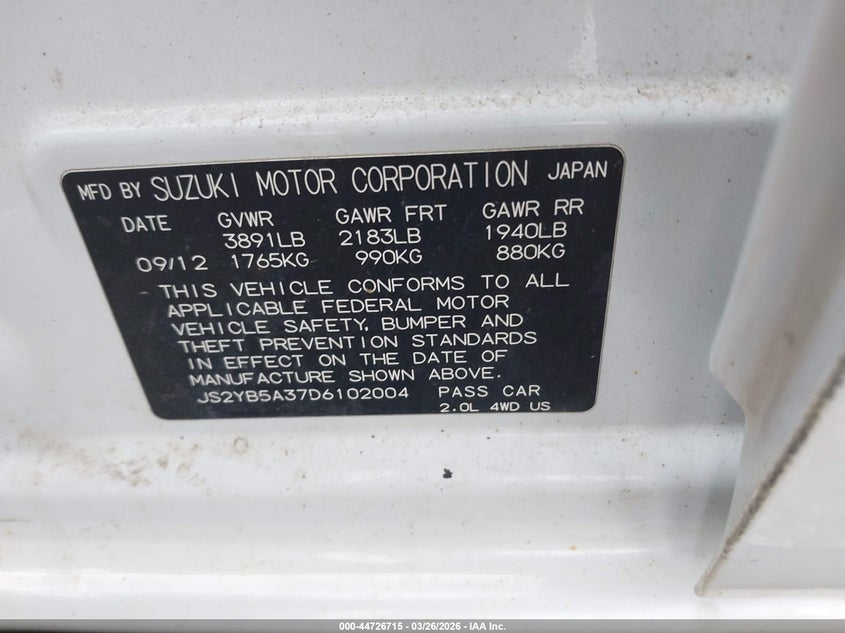 MFD BY SUZUKI MOTOR CORPORATION JAPAN
DATE GVWR GAWR FRT GAWR RR
3891LB 2183LB 1940LB
09/12 1765KG 990KG 880KG
- THIS VEHICLE CONFORMS TO ALL
APPLICABLE FEDERAL MOTOR
VEHICLE SAFETY, BUMPER AND
THEFT PREVENTION STANDARDS
IN EFFECT ON THE DATE OF
MANUFACTURE SHOWN ABOVE.
JS2YB5A37D6102004 PASS CAR
2.0L 4WD US
000-44726715 - 03/26/2026 - IAA Inc.